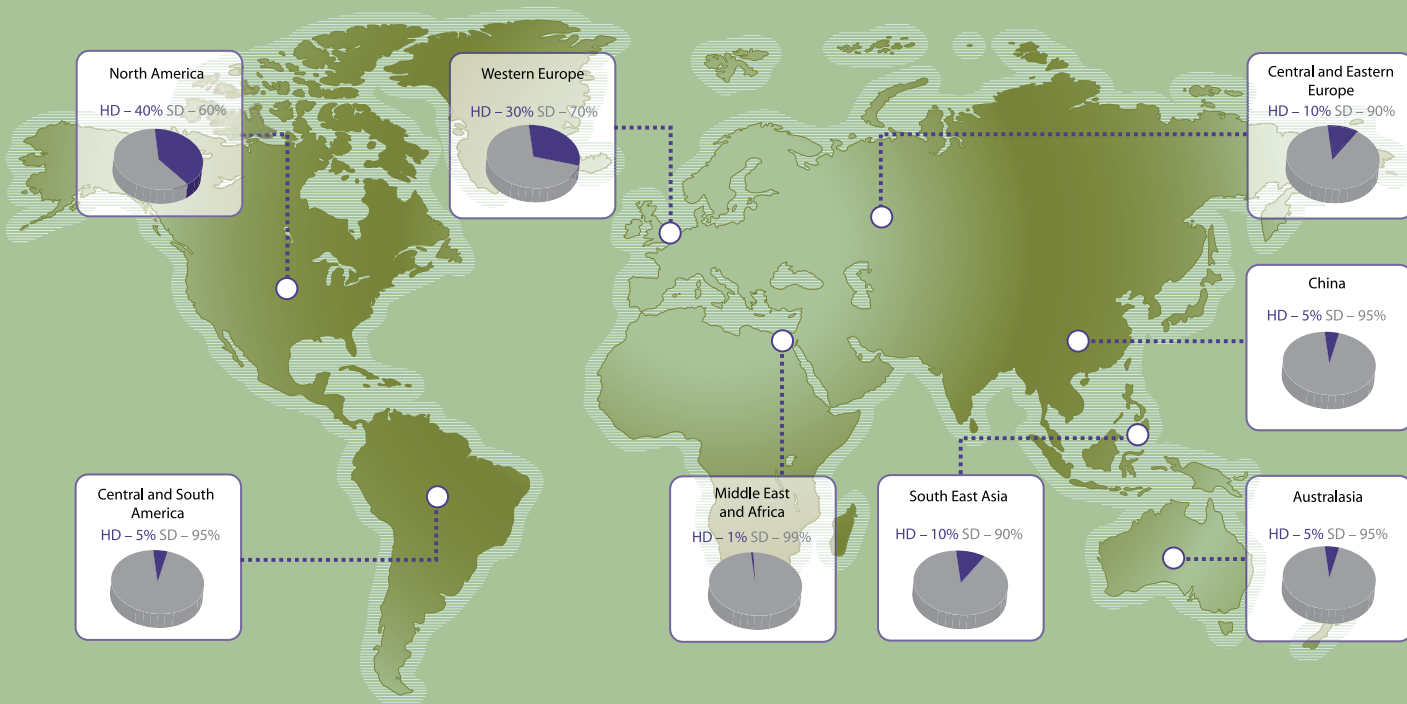 North America
HD – 40% SD – 60%
Western Europe
HD – 30% SD – 70%
Central and Eastern
Europe
HD – 10% SD – 90%
China
HD – 5% SD – 95%
Central and South
America
HD – 5% SD – 95%
Middle East
and Africa
HD – 1% SD – 99%
South East Asia
HD – 10% SD – 90%
Australasia
HD – 5% SD – 95%